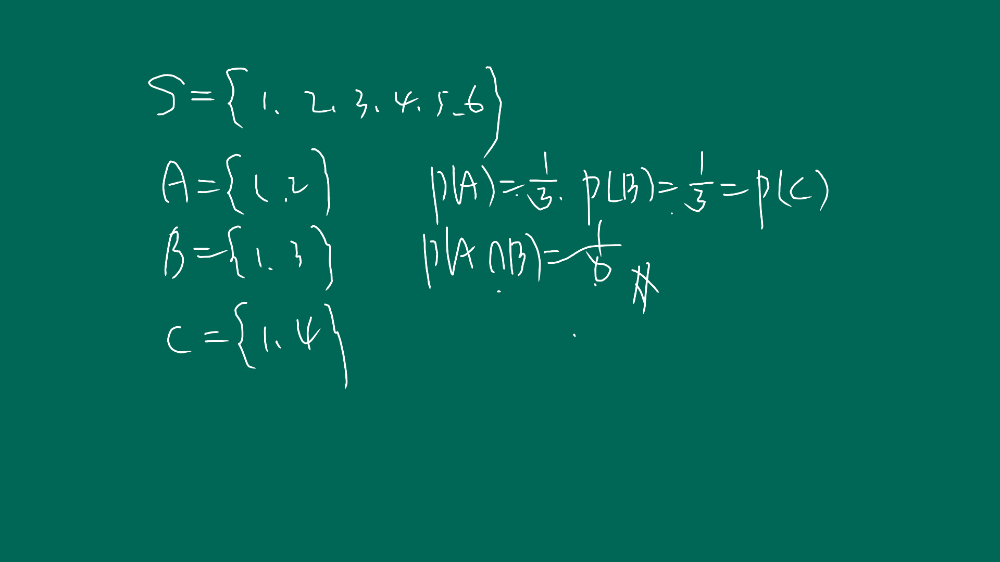 S={1, 2, 3, 4, 5, 6}
A={1, 2}
P(A)=1/3, P(B)=1/3=P(C)
B={1, 3}
P(A∩B)=1/6
C={1, 4}